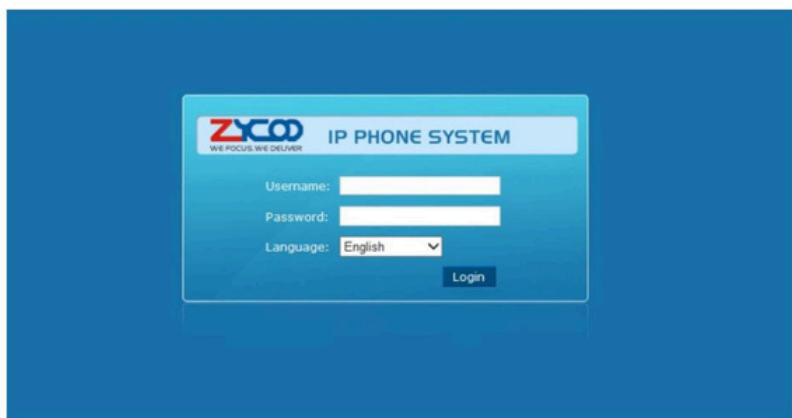 ZYCOO
WE FOCUS. WE DELIVER
IP PHONE SYSTEM
Username:
Password:
Language: English
Login